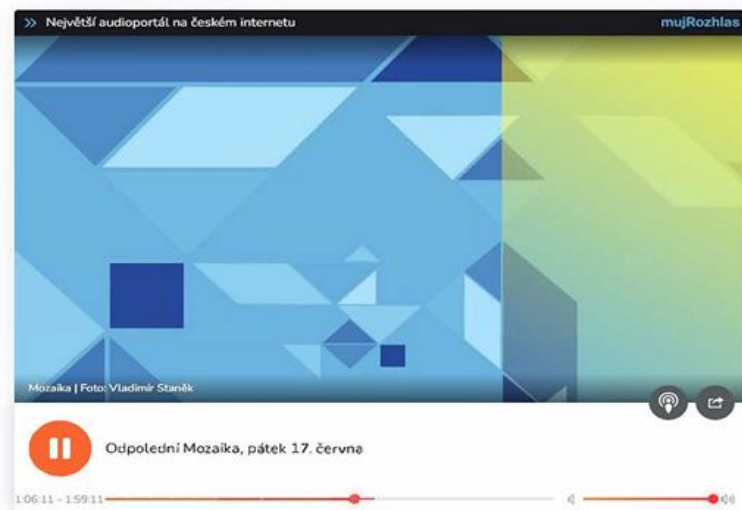 Největší audioportál na českém internetu
mujRozhlas
Mozaika | Foto: Vladimír Staněk
Odpolední Mozaika, pátek 17. června
1:06:11 - 1:59:11